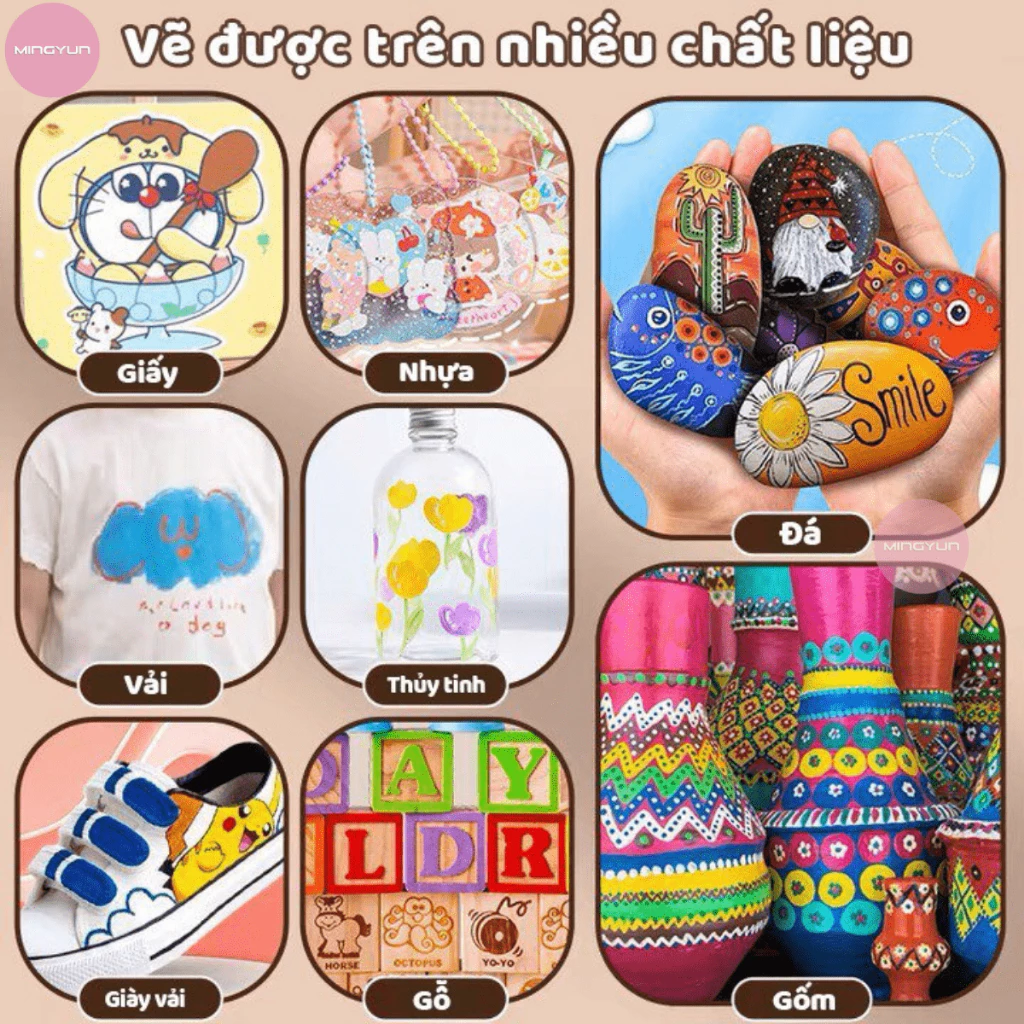 MINGYUN
Vẽ được trên nhiều chất liệu
Giấy
Nhựa
Smile
Đá
MINGYUN
Vải
Thủy tinh
A Y
L D R
HORSE OCTOPUS YO-YO
Giày vải
Gỗ
Gốm